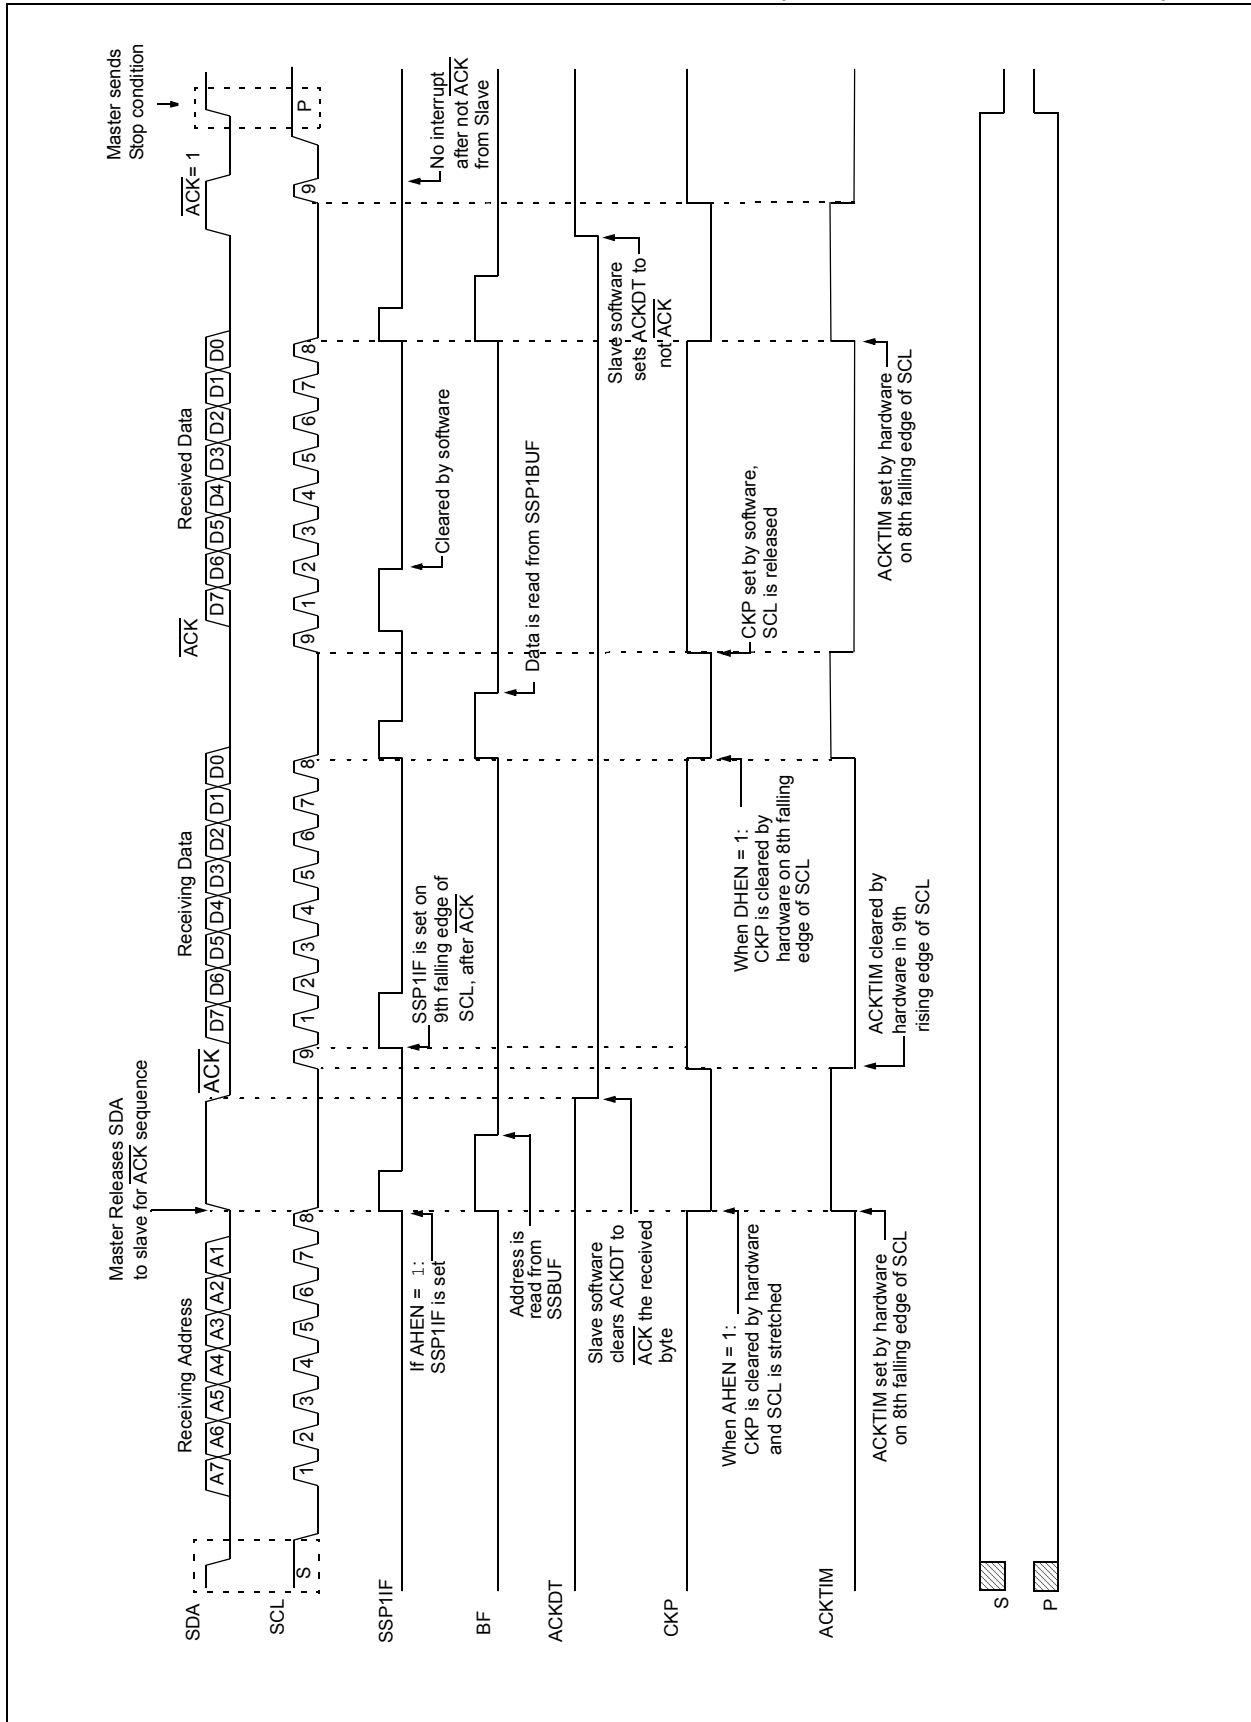 Master Releases SDA
to slave for ACK sequence
Master sends
Stop condition
Receiving Address
Receiving Data
Received Data
ACK
ACK
ACK= 1
SDA
A7 A6 A5 A4 A3 A2 A1
D7 D6 D5 D4 D3 D2 D1 D0
D7 D6 D5 D4 D3 D2 D1 D0
SCL
S
1 2 3 4 5 6 7 8 9
1 2 3 4 5 6 7 8 9
1 2 3 4 5 6 7 8 9
P
SSP1IF
If AHEN = 1:
SSP1IF is set
SSP1IF is set on
9th falling edge of
SCL, after ACK
Cleared by software
No interrupt
after not ACK
from Slave
BF
Address is
read from
SSBUF
Data is read from SSP1BUF
ACKDT
Slave software
clears ACKDT to
ACK the received
byte
Slave software
sets ACKDT to
not ACK
CKP
When AHEN = 1:
CKP is cleared by hardware
and SCL is stretched
When DHEN = 1:
CKP is cleared by
hardware on 8th falling
edge of SCL
CKP set by software,
SCL is released
ACKTIM
ACKTIM set by hardware
on 8th falling edge of SCL
ACKTIM cleared by
hardware in 9th
rising edge of SCL
ACKTIM set by hardware
on 8th falling edge of SCL
S
P